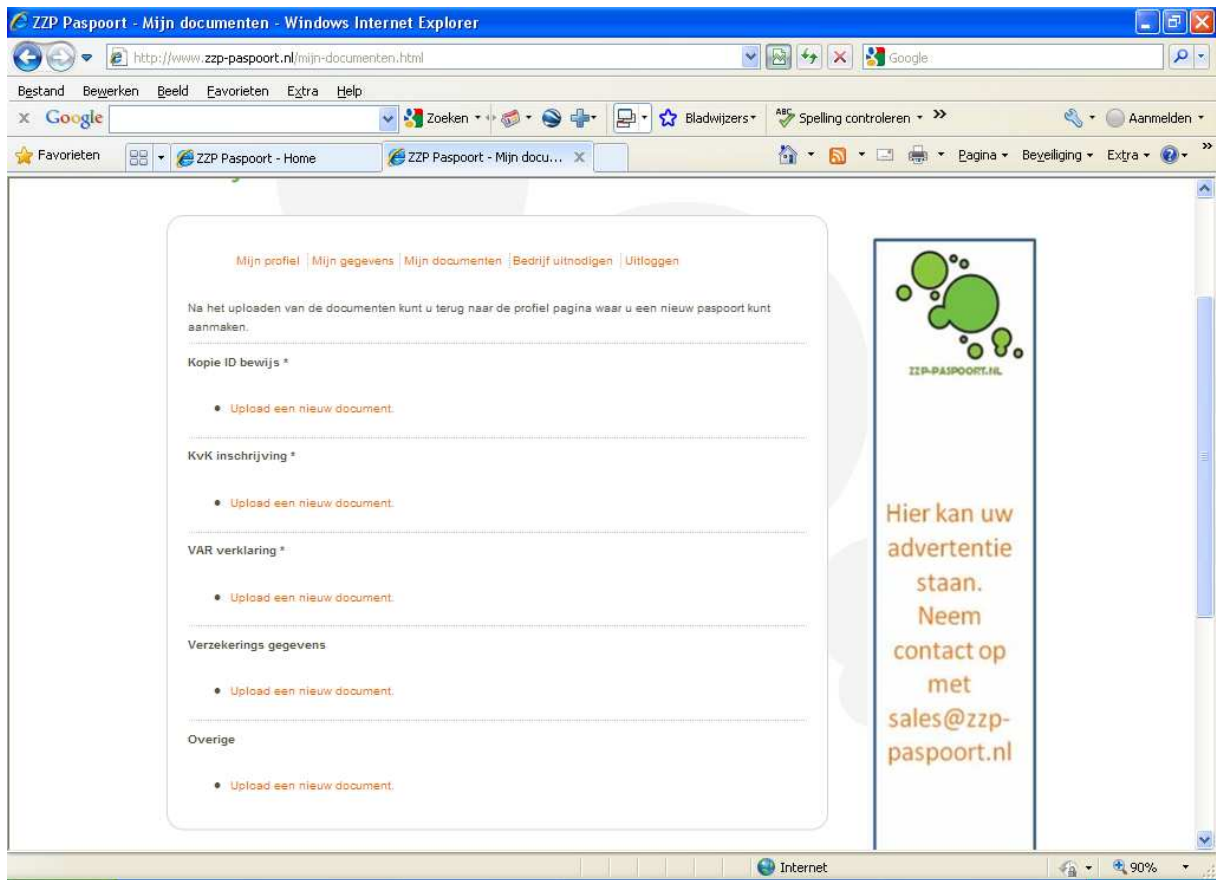 ZZP Paspoort - Mijn documenten - Windows Internet Explorer
http://www.zzp-paspoort.nl/mijn-documenten.html
Google
Bestand Bewerken Beeld Favorieten Extra Help
x Google Zoeken Bladwijzers ABC Spelling controleren Aanmelden
Favorieten ZZP Paspoort - Home ZZP Paspoort - Mijn docu... Pagina Beveiliging Extra
Mijn profiel Mijn gegevens Mijn documenten Bedrijf uitnodigen Uitloggen
Na het uploaden van de documenten kunt u terug naar de profiel pagina waar u een nieuw paspoort kunt
aanmaken.
Kopie ID bewijs *
• Upload een nieuw document.
KvK inschrijving *
• Upload een nieuw document.
VAR verklaring *
• Upload een nieuw document.
Verzekerings gegevens
• Upload een nieuw document.
Overige
• Upload een nieuw document.
ZZP-PASPOORT.NL
Hier kan uw
advertentie
staan.
Neem
contact op
met
sales@zzp-
paspoort.nl
Internet 90%